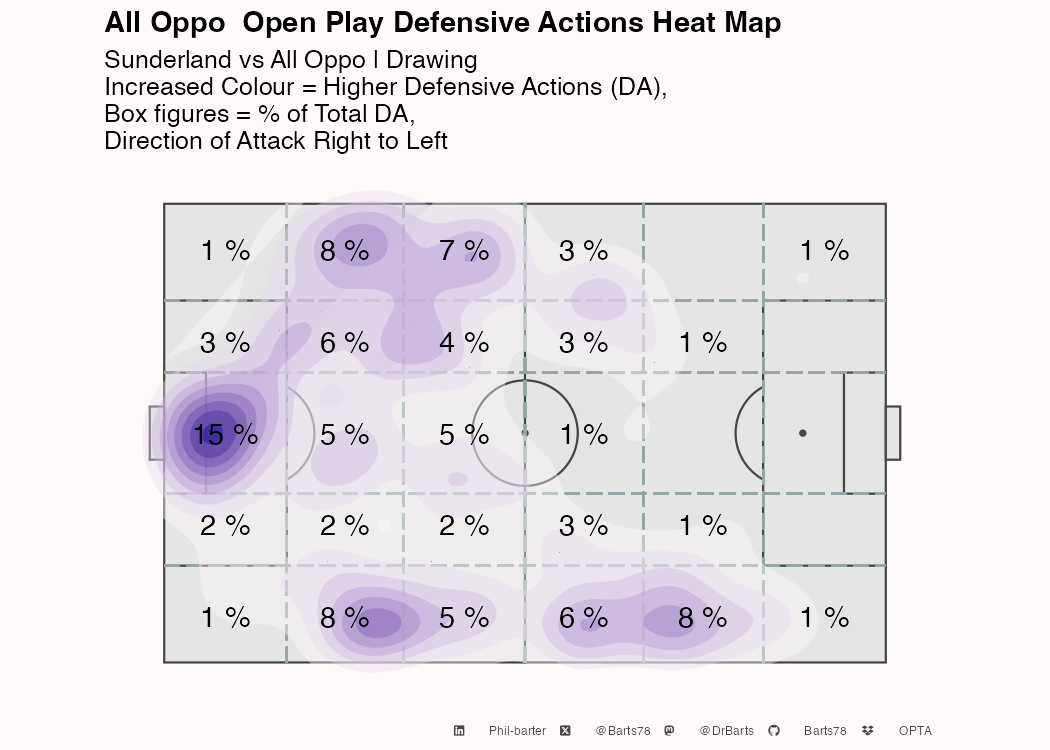 All Oppo  Open Play Defensive Actions Heat Map
Sunderland vs All Oppo | Drawing
Increased Colour = Higher Defensive Actions (DA),
Box figures = % of Total DA,
Direction of Attack Right to Left
1 % 8 % 7 % 3 % 1 %
3 % 6 % 4 % 3 % 1 %
15 % 5 % 5 % 1 %
2 % 2 % 2 % 3 % 1 %
1 % 8 % 5 % 6 % 8 % 1 %
Phil-barter @Barts78 @DrBarts Barts78 OPTA